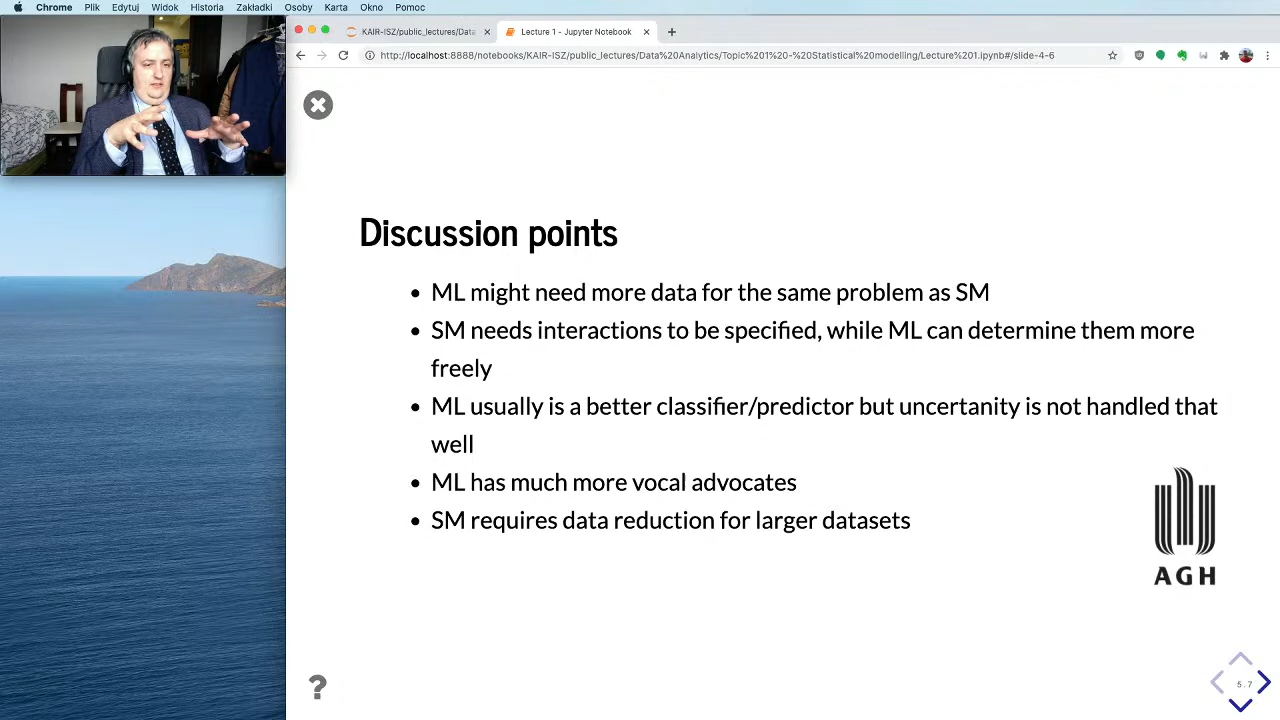 Chrome Plik Edytuj Widok Historia Zakładki Osoby Karta Okno Pomoc
KAIR-ISZ/public_lectures/Data
Lecture 1 - Jupyter Notebook
http://localhost:8888/notebooks/KAIR-ISZ/public_lectures/Data%20Analytics/Topic%201%20-%20Statistical%20modelling/Lecture%201.ipynb#/slide-4-6
Discussion points
ML might need more data for the same problem as SM
SM needs interactions to be specified, while ML can determine them more
freely
ML usually is a better classifier/predictor but uncertanity is not handled that
well
ML has much more vocal advocates
SM requires data reduction for larger datasets
AGH
?
5.7